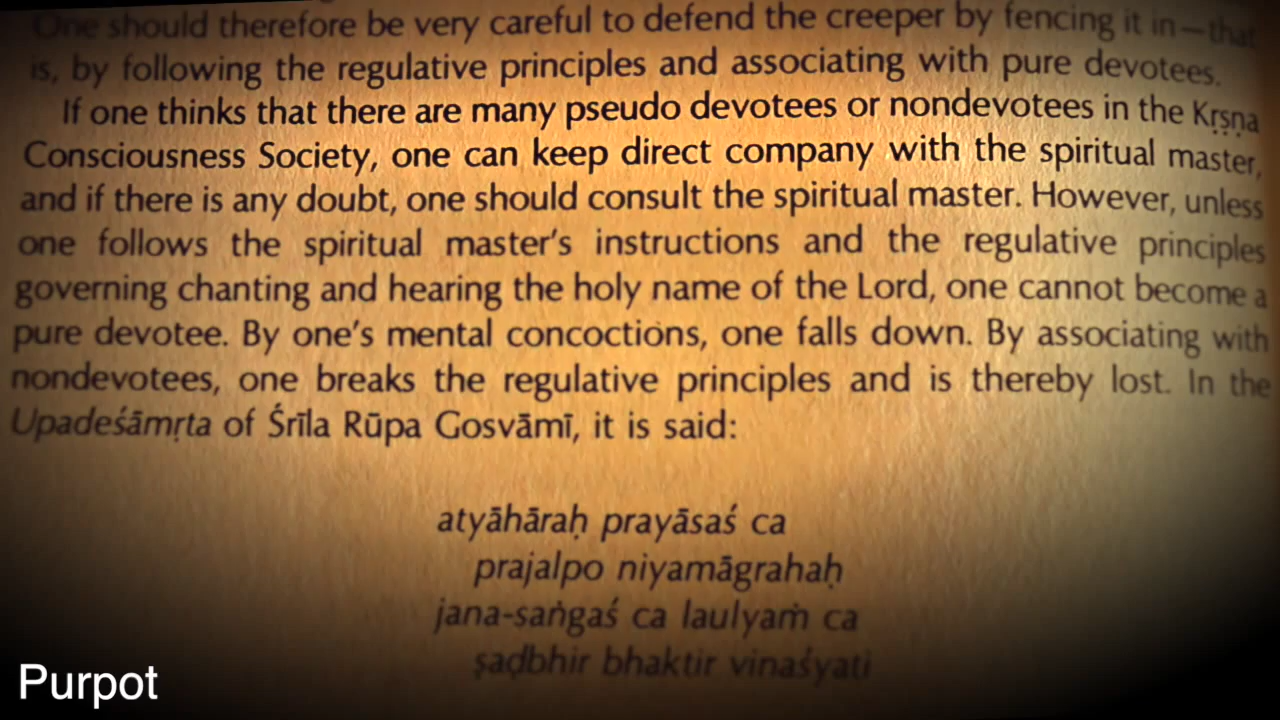 One should therefore be very careful to defend the creeper by fencing it in—that
is, by following the regulative principles and associating with pure devotees.
If one thinks that there are many pseudo devotees or nondevotees in the Kṛṣṇa
Consciousness Society, one can keep direct company with the spiritual master,
and if there is any doubt, one should consult the spiritual master. However, unless
one follows the spiritual master's instructions and the regulative principles
governing chanting and hearing the holy name of the Lord, one cannot become a
pure devotee. By one's mental concoctions, one falls down. By associating with
nondevotees, one breaks the regulative principles and is thereby lost. In the
Upadeśāmṛta of Śrīla Rūpa Gosvāmī, it is said:
atyāhāraḥ prayāsaś ca
prajalpo niyamāgrahaḥ
jana-saṅgaś ca laulyaṁ ca
ṣaḍbhir bhaktir vinaśyati
Purpot